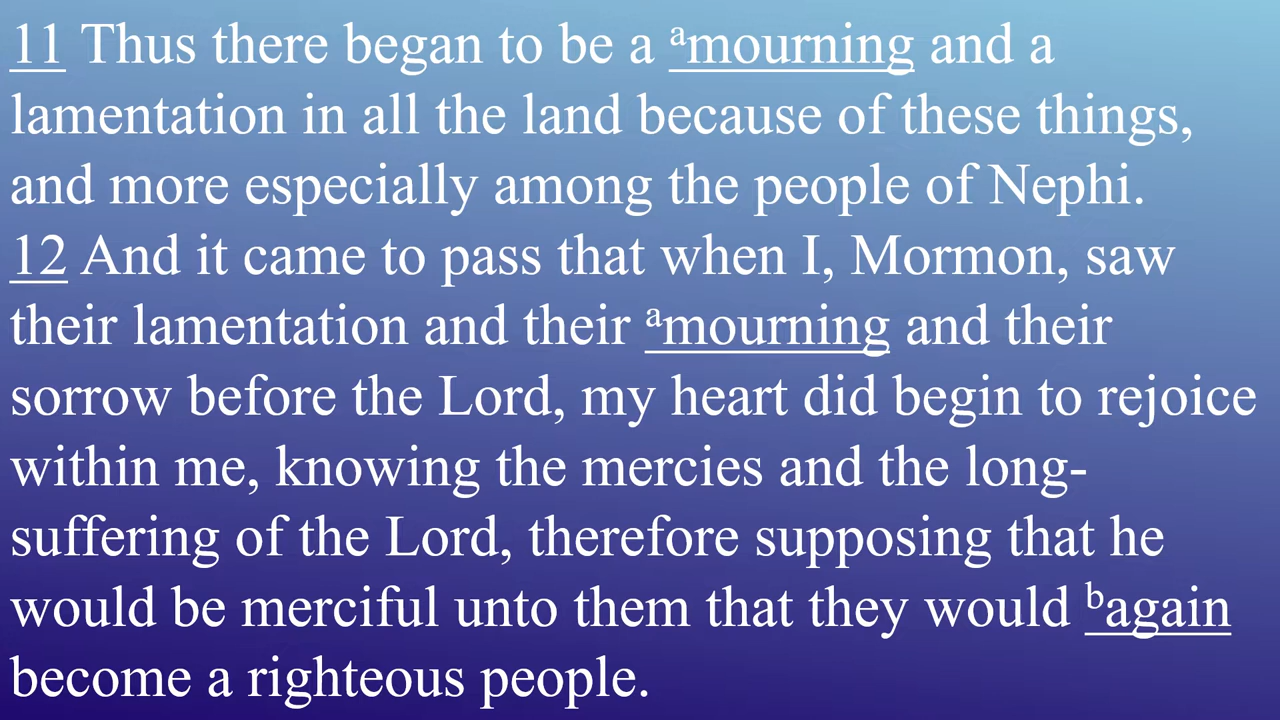 11 Thus there began to be a amourning and a
lamentation in all the land because of these things,
and more especially among the people of Nephi.
12 And it came to pass that when I, Mormon, saw
their lamentation and their amourning and their
sorrow before the Lord, my heart did begin to rejoice
within me, knowing the mercies and the long-
suffering of the Lord, therefore supposing that he
would be merciful unto them that they would bagain
become a righteous people.